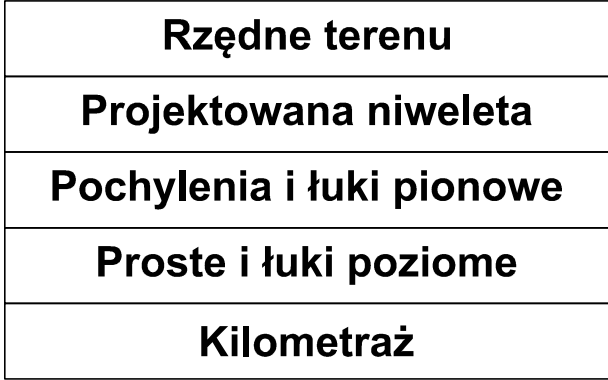 Rzędne terenu
Projektowana niweleta
Pochylenia i łuki pionowe
Proste i łuki poziome
Kilometraż